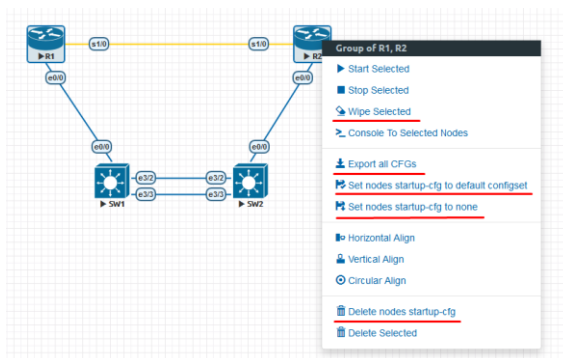 s1/0
s1/0
Group of R1, R2
R1
R2
Start Selected
e0/0
e0/0
Stop Selected
Wipe Selected
Console To Selected Nodes
e0/0
e0/0
Export all CFGs
e3/2
e3/2
Set nodes startup-cfg to default configset
e3/3
e3/3
SW1
SW2
Set nodes startup-cfg to none
Horizontal Align
Vertical Align
Circular Align
Delete nodes startup-cfg
Delete Selected